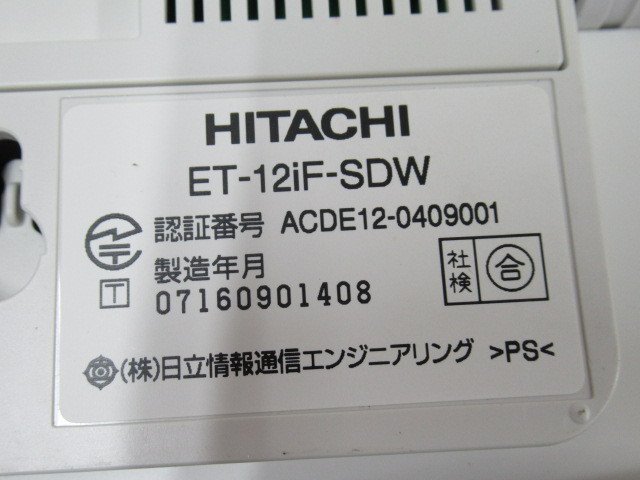 HITACHI
ET-12iF-SDW
認証番号 ACDE12-0409001
T 製造年月
07160901408
社検 合
(株)日立情報通信エンジニアリング >PS<